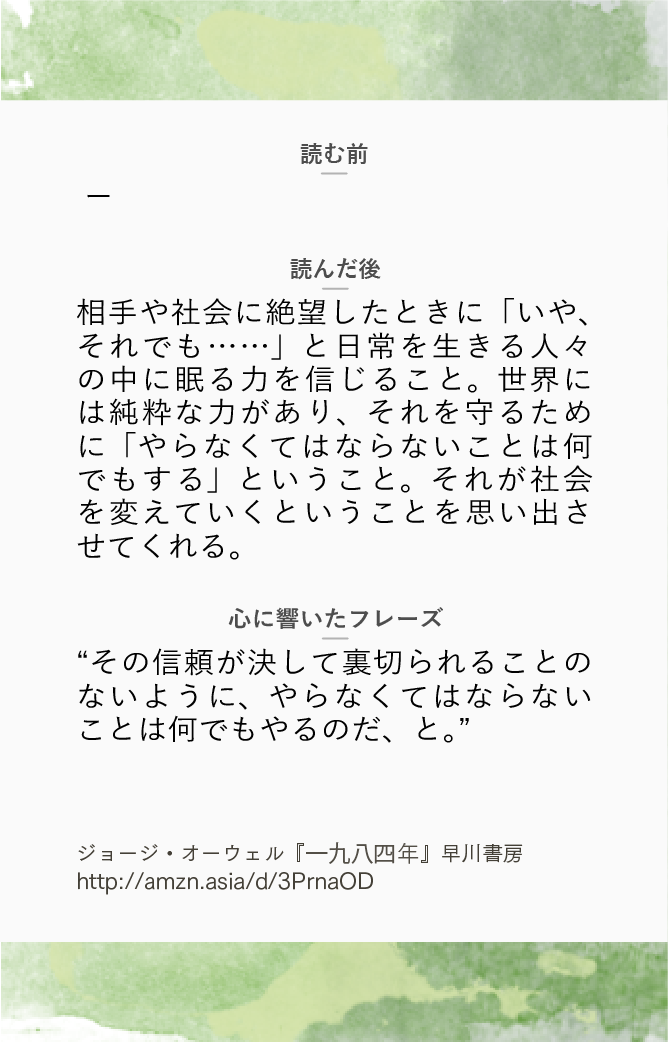 読む前
—
読んだ後
相手や社会に絶望したときに「いや、
それでも……」と日常を生きる人々
の中に眠る力を信じること。世界に
は純粋な力があり、それを守るため
に「やらなくてはならないことは何
でもする」ということ。それが社会
を変えていくということを思い出さ
せてくれる。
心に響いたフレーズ
“その信頼が決して裏切られることの
ないように、やらなくてはならない
ことは何でもやるのだ、と。”
ジョージ・オーウェル『一九八四年』早川書房
http://amzn.asia/d/3PrnaOD